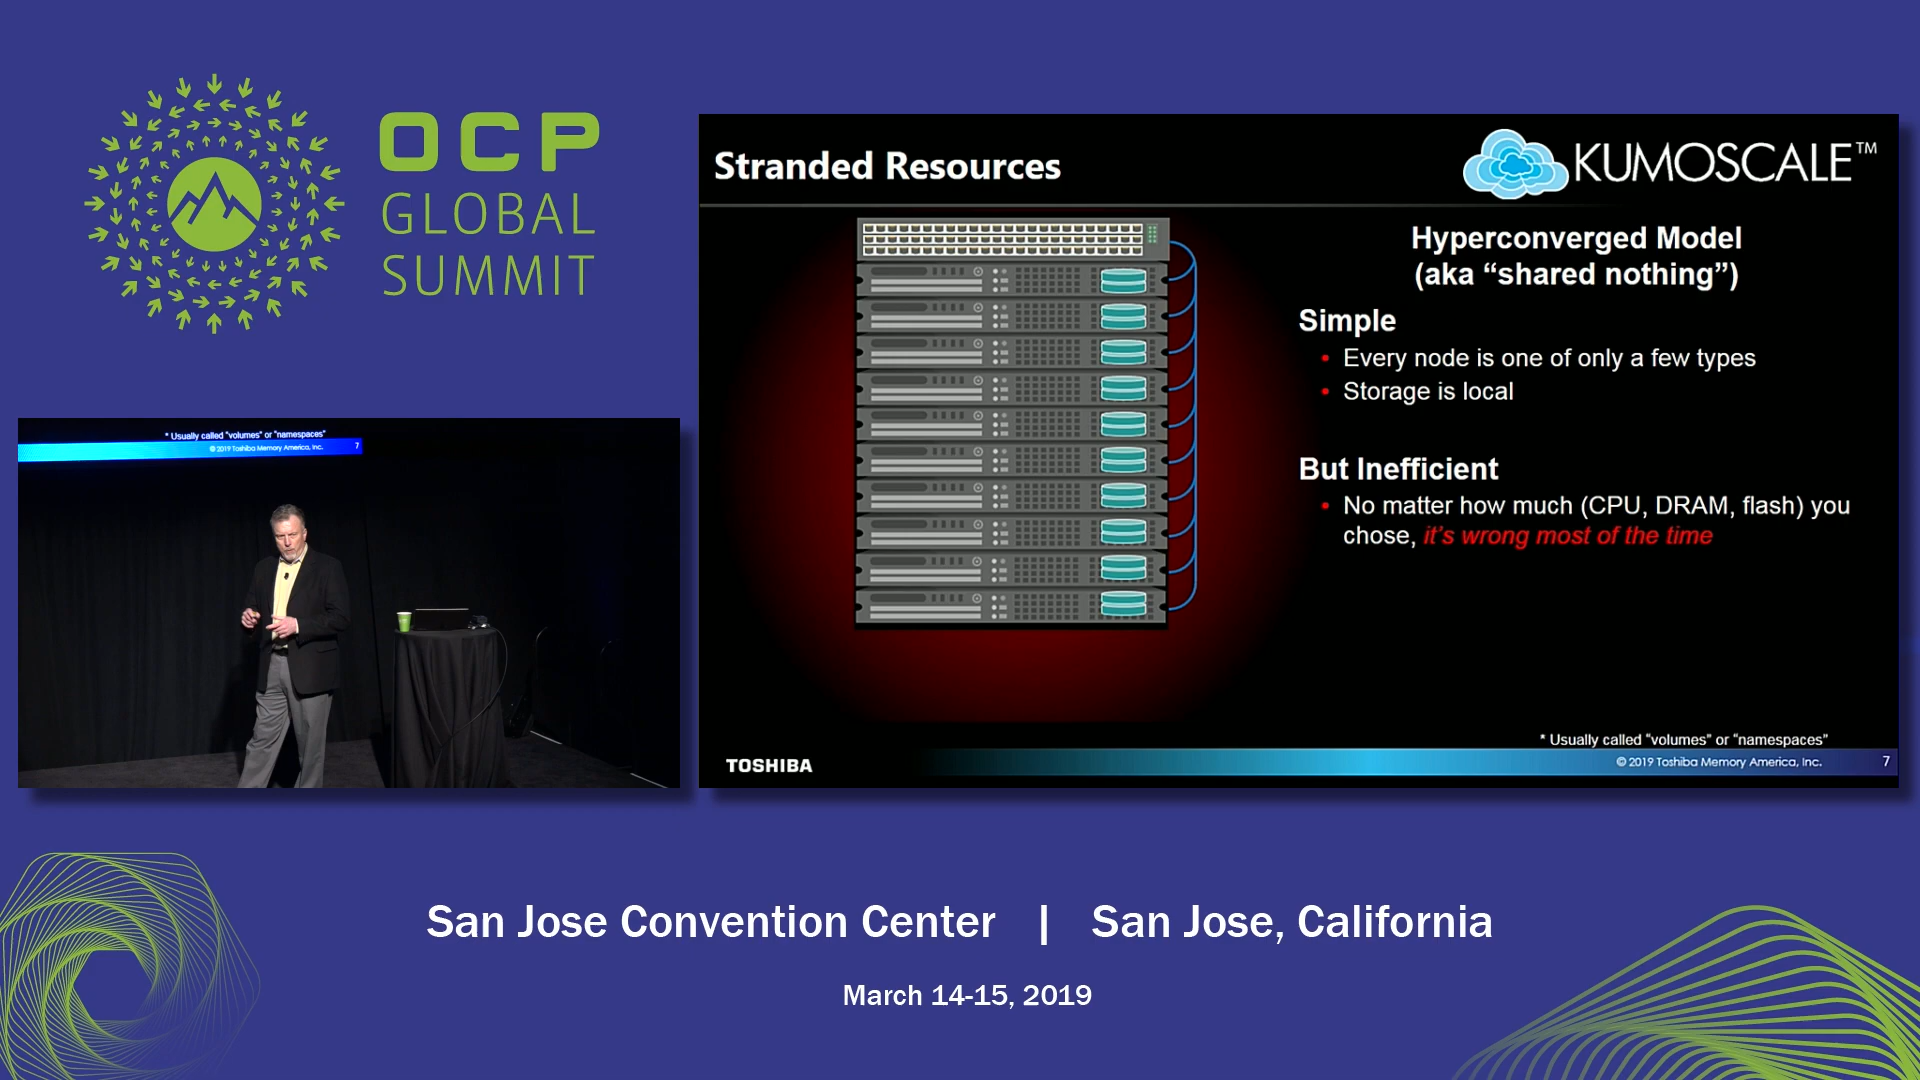 OCP
GLOBAL
SUMMIT
* Usually called "volumes" or "namespaces"
© 2019 Toshiba Memory America, Inc. 7
Stranded Resources
KUMOSCALE™
Hyperconverged Model
(aka “shared nothing”)
Simple
• Every node is one of only a few types
• Storage is local
But Inefficient
• No matter how much (CPU, DRAM, flash) you
chose, it’s wrong most of the time
* Usually called "volumes" or "namespaces"
TOSHIBA
© 2019 Toshiba Memory America, Inc. 7
San Jose Convention Center | San Jose, California
March 14-15, 2019